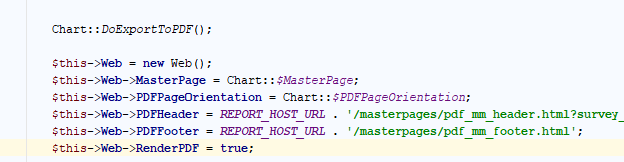 Chart::DoExportToPDF();
$this->Web = new Web();
$this->Web->MasterPage = Chart::$MasterPage;
$this->Web->PDFPageOrientation = Chart::$PDFPageOrientation;
$this->Web->PDFHeader = REPORT_HOST_URL . '/masterpages/pdf_mm_header.html?survey_
$this->Web->PDFFooter = REPORT_HOST_URL . '/masterpages/pdf_mm_footer.html';
$this->Web->RenderPDF = true;